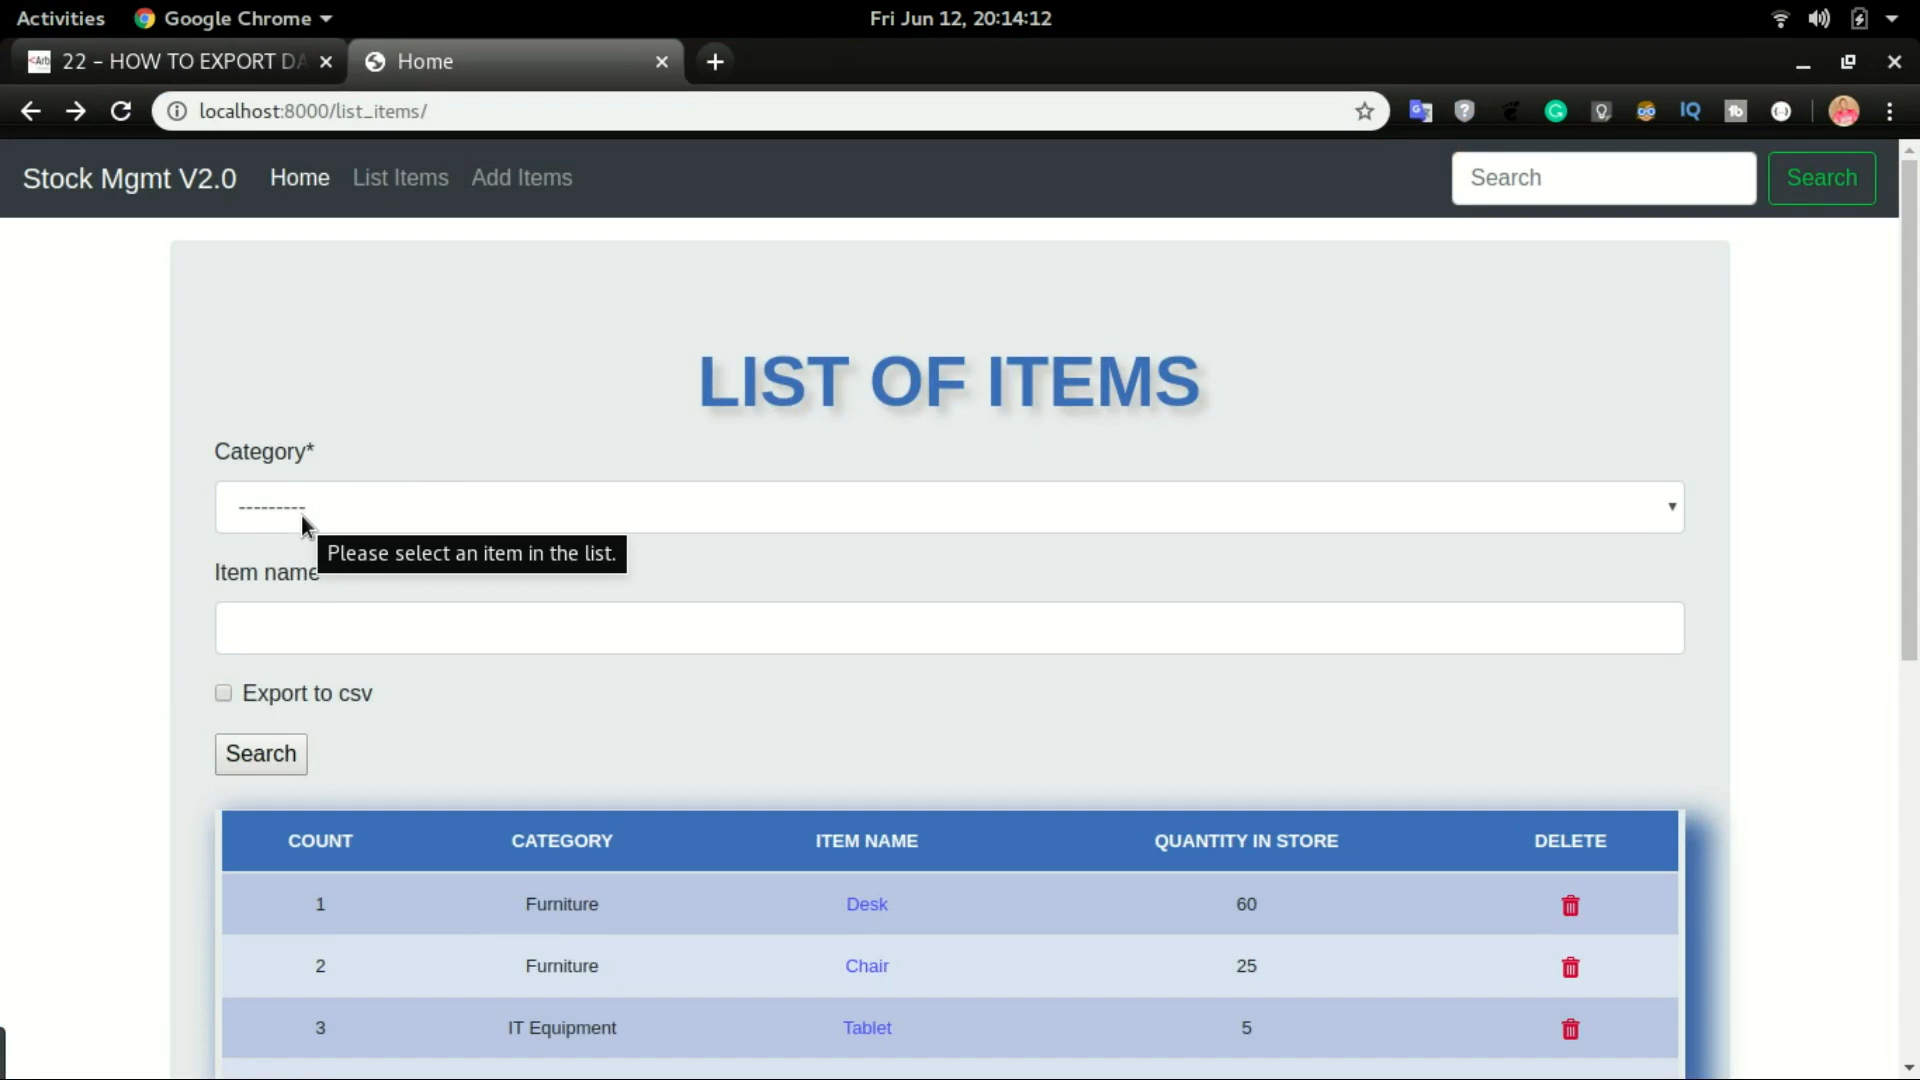 Activities Google Chrome Fri Jun 12, 20:14:12
22 – HOW TO EXPORT DA Home
localhost:8000/list_items/
Stock Mgmt V2.0 Home List Items Add Items Search Search
LIST OF ITEMS
Category*
---------
Please select an item in the list.
Item name
Export to csv
Search
COUNT CATEGORY ITEM NAME QUANTITY IN STORE DELETE
1 Furniture Desk 60
2 Furniture Chair 25
3 IT Equipment Tablet 5